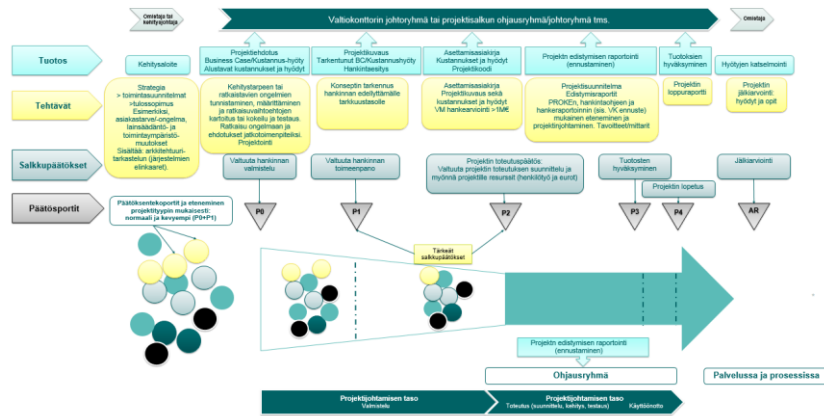 Omistaja tai
kehitysjohtaja
Valtiokonttorin johtoryhmä tai projektisalkun ohjausryhmä/johtoryhmä tms.
Omistaja
Tuotos
Kehitysaloite
Projektiehdotus
Business Case/Kustannus-hyöty
Alustavat kustannukset ja hyödyt
Projektikuvaus
Tarkentunut BC/Kustannushyöty
Hankintaesitys
Asettamisasiakirja
Kustannukset ja hyödyt
Projektikoodi
Projektin edistymisen raportointi
(ennustaminen)
Tuotoksien
hyväksyminen
Hyötyjen katselmointi
Tehtävät
Strategia
> toimintasuunnitelmat
>tulossopimus
Esimerkiksi,
asiakastarve/-ongelma,
lainsäädäntö- ja
toimintaympäristö-
muutokset
Sisältää: arkkitehtuuri-
tarkastelun (järjestelmien
elinkaaret).
Kehitystarpeen tai
ratkaistavien ongelmien
tunnistaminen, määrittäminen
ja ratkaisuvaihtoehtojen
kartoitus tai kokeilu ja testaus.
Ratkaisu ongelmaan ja
ehdotukset jatkotoimenpiteiksi.
Projektointi
Konseptin tarkennus
hankinnan edellyttämälle
tarkkuustasolle
Asettamisasiakirja
Projektikuvaus sekä
kustannukset ja hyödyt
VM hankearviointi >1M€
Projektisuunnitelma
Edistymisraportit
PROKEn, hankintaohjeen ja
hankeraportoinnin (sis. VK ennuste)
mukainen eteneminen ja
projektinjohtaminen. Tavoitteet/mittarit
Projektin
loppuraportti
Projektin
jälkiarviointi:
hyödyt ja opit
Salkkupäätökset
Valtuuta hankinnan
valmistelu
Valtuuta hankinnan
toimeenpano
Projektin toteutuspäätös:
Valtuuta projektin toteutuksen suunnittelu ja
myönnä projektille resurssit (henkilötyö ja eurot)
Tuotosten
hyväksyminen
Jälkiarviointi
Projektin lopetus
Päätösportit
Päätöksentekoportit ja eteneminen
projektityypin mukaisesti:
normaali ja kevyempi (P0+P1)
P0
P1
P2
P3
P4
AR
Tärkeät
salkkupäätökset
Projektin edistymisen raportointi
(ennustaminen)
Ohjausryhmä
Palvelussa ja prosessissa
Projektijohtamisen taso
Valmistelu
Projektijohtamisen taso
Toteutus (suunnittelu, kehitys, testaus) Käyttöönotto